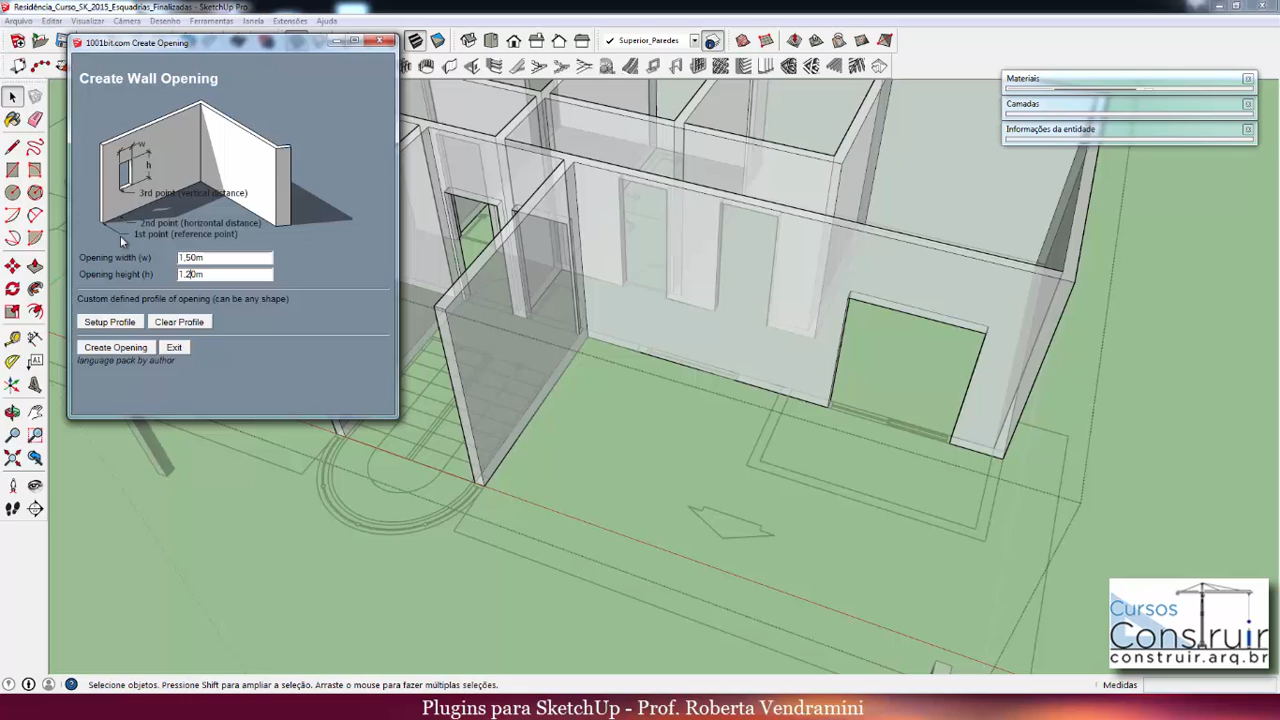 Residência_Curso_SK_2015_Esquadrias_Finalizadas - SketchUp Pro
Arquivo Editar Visualizar Câmera Desenho Ferramentas Janela Extensões Ajuda
1001bit.com Create Opening
Superior_Paredes
Create Wall Opening
Materiais
Camadas
Informações da entidade
w
h
3rd point (vertical distance)
2nd point (horizontal distance)
1st point (reference point)
Opening width (w) 1,50m
Opening height (h) 1,20m
Custom defined profile of opening (can be any shape)
Setup Profile Clear Profile
Create Opening Exit
language pack by author
Cursos
Construir
construir.arq.br
Selecione objetos. Pressione Shift para ampliar a seleção. Arraste o mouse para fazer múltiplas seleções.
Medidas
Plugins para SketchUp - Prof. Roberta Vendramini